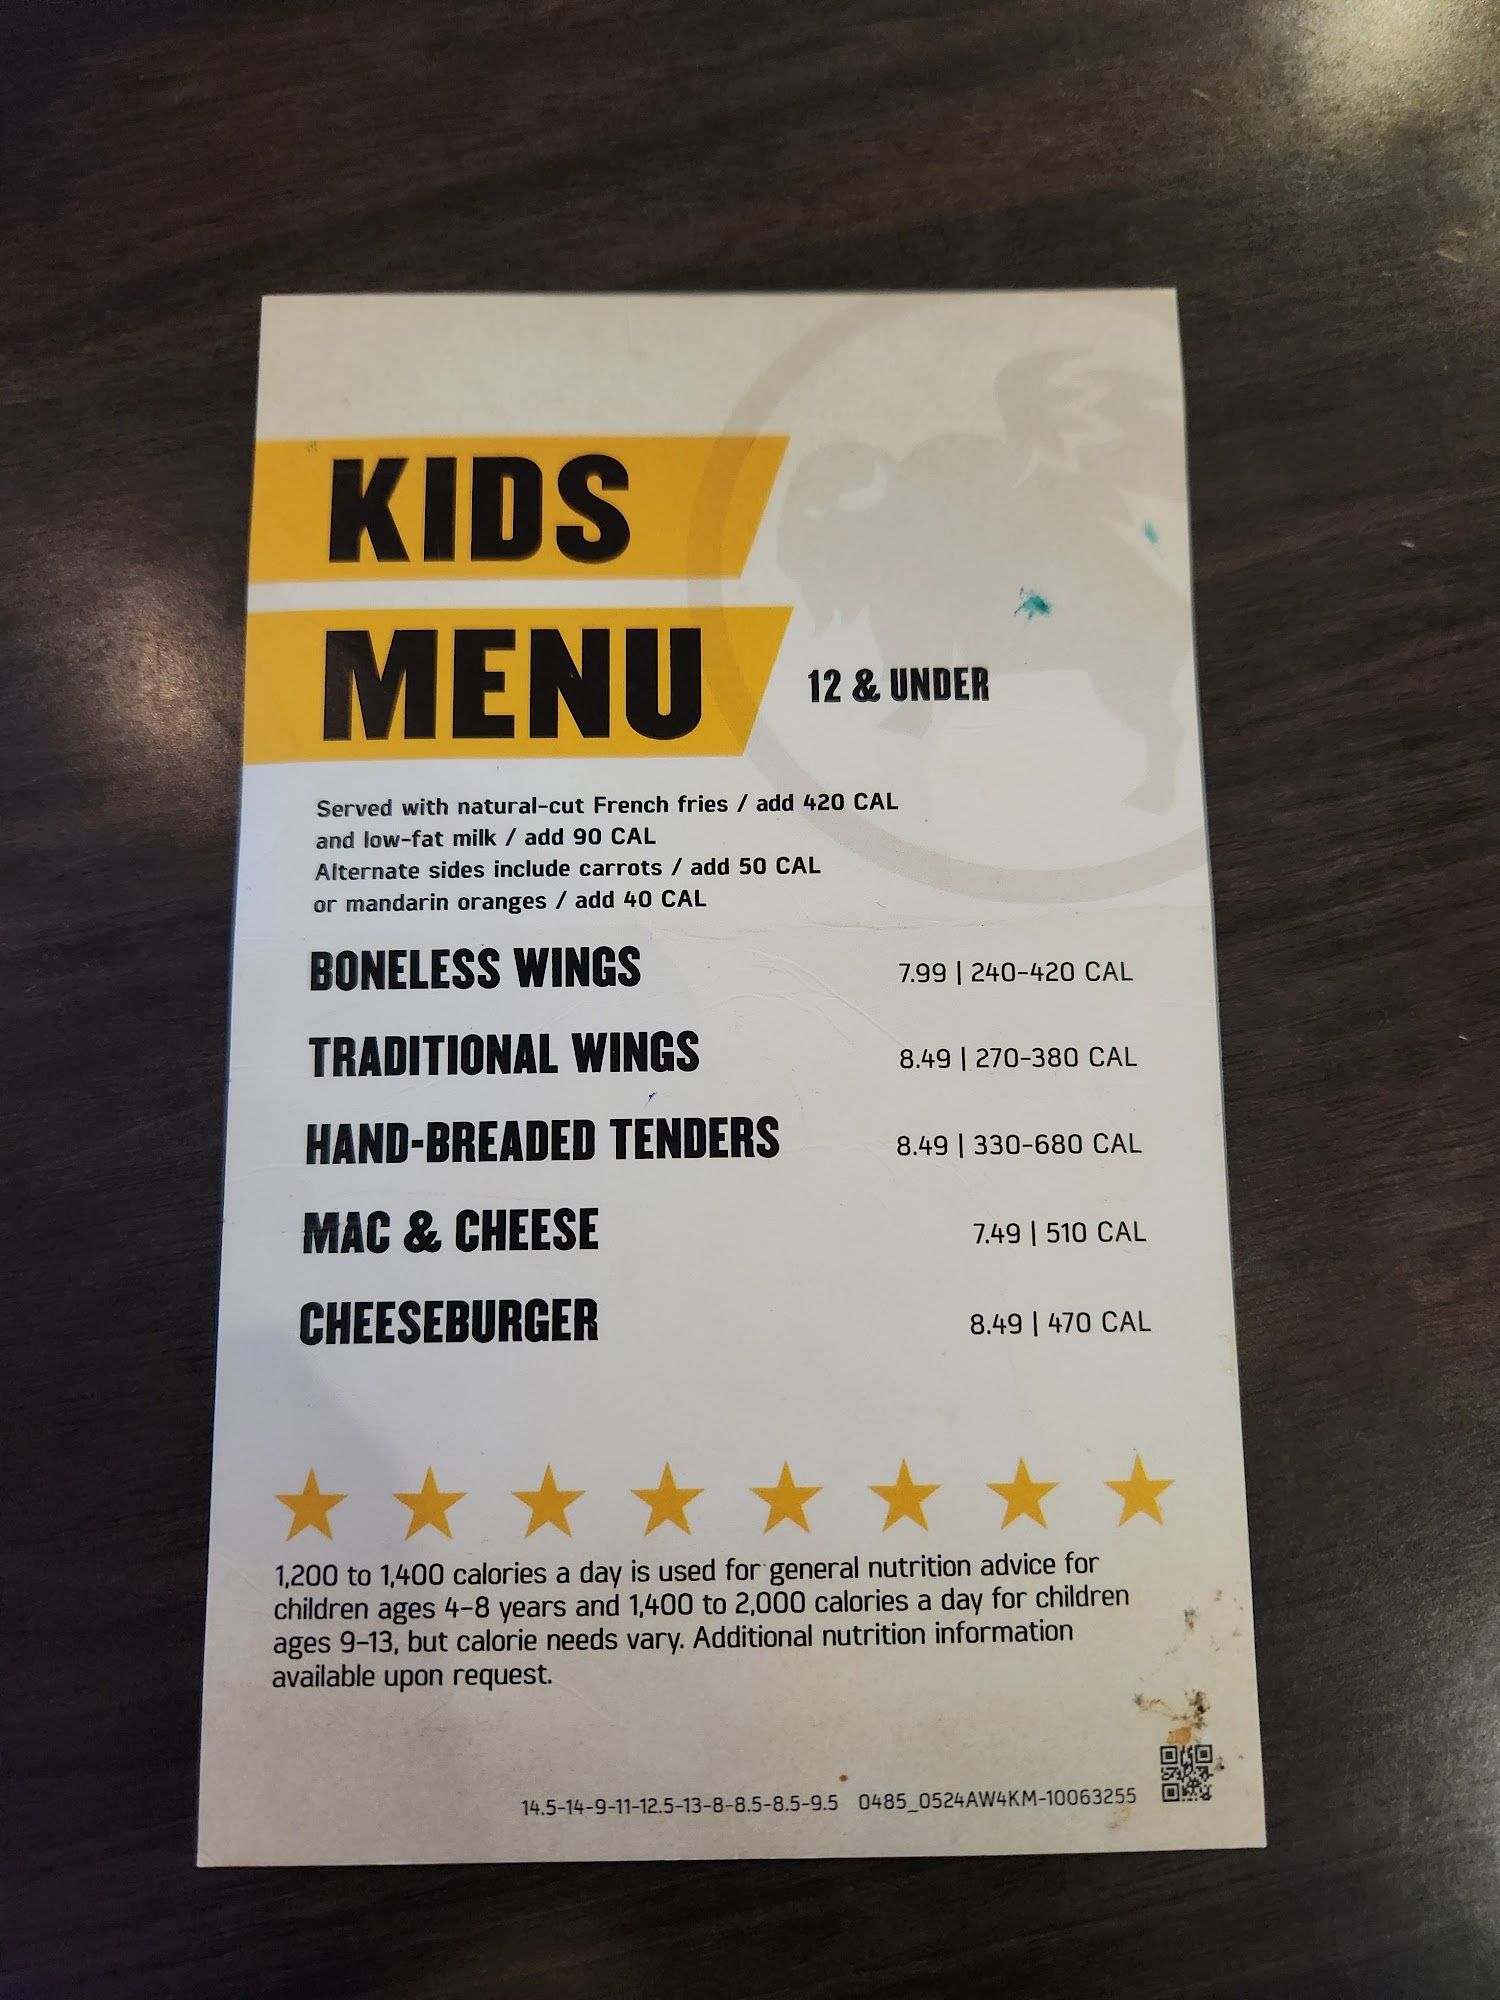 KIDS
MENU
12 & UNDER
Served with natural-cut French fries / add 420 CAL
and low-fat milk / add 90 CAL
Alternate sides include carrots / add 50 CAL
or mandarin oranges / add 40 CAL
BONELESS WINGS 7.99 | 240-420 CAL
TRADITIONAL WINGS 8.49 | 270-380 CAL
HAND-BREADED TENDERS 8.49 | 330-680 CAL
MAC & CHEESE 7.49 | 510 CAL
CHEESEBURGER 8.49 | 470 CAL
1,200 to 1,400 calories a day is used for general nutrition advice for
children ages 4-8 years and 1,400 to 2,000 calories a day for children
ages 9-13, but calorie needs vary. Additional nutrition information
available upon request.
14.5-14-9-11-12.5-13-8-8.5-8.5-9.5 0485_0524AW4KM-10063255